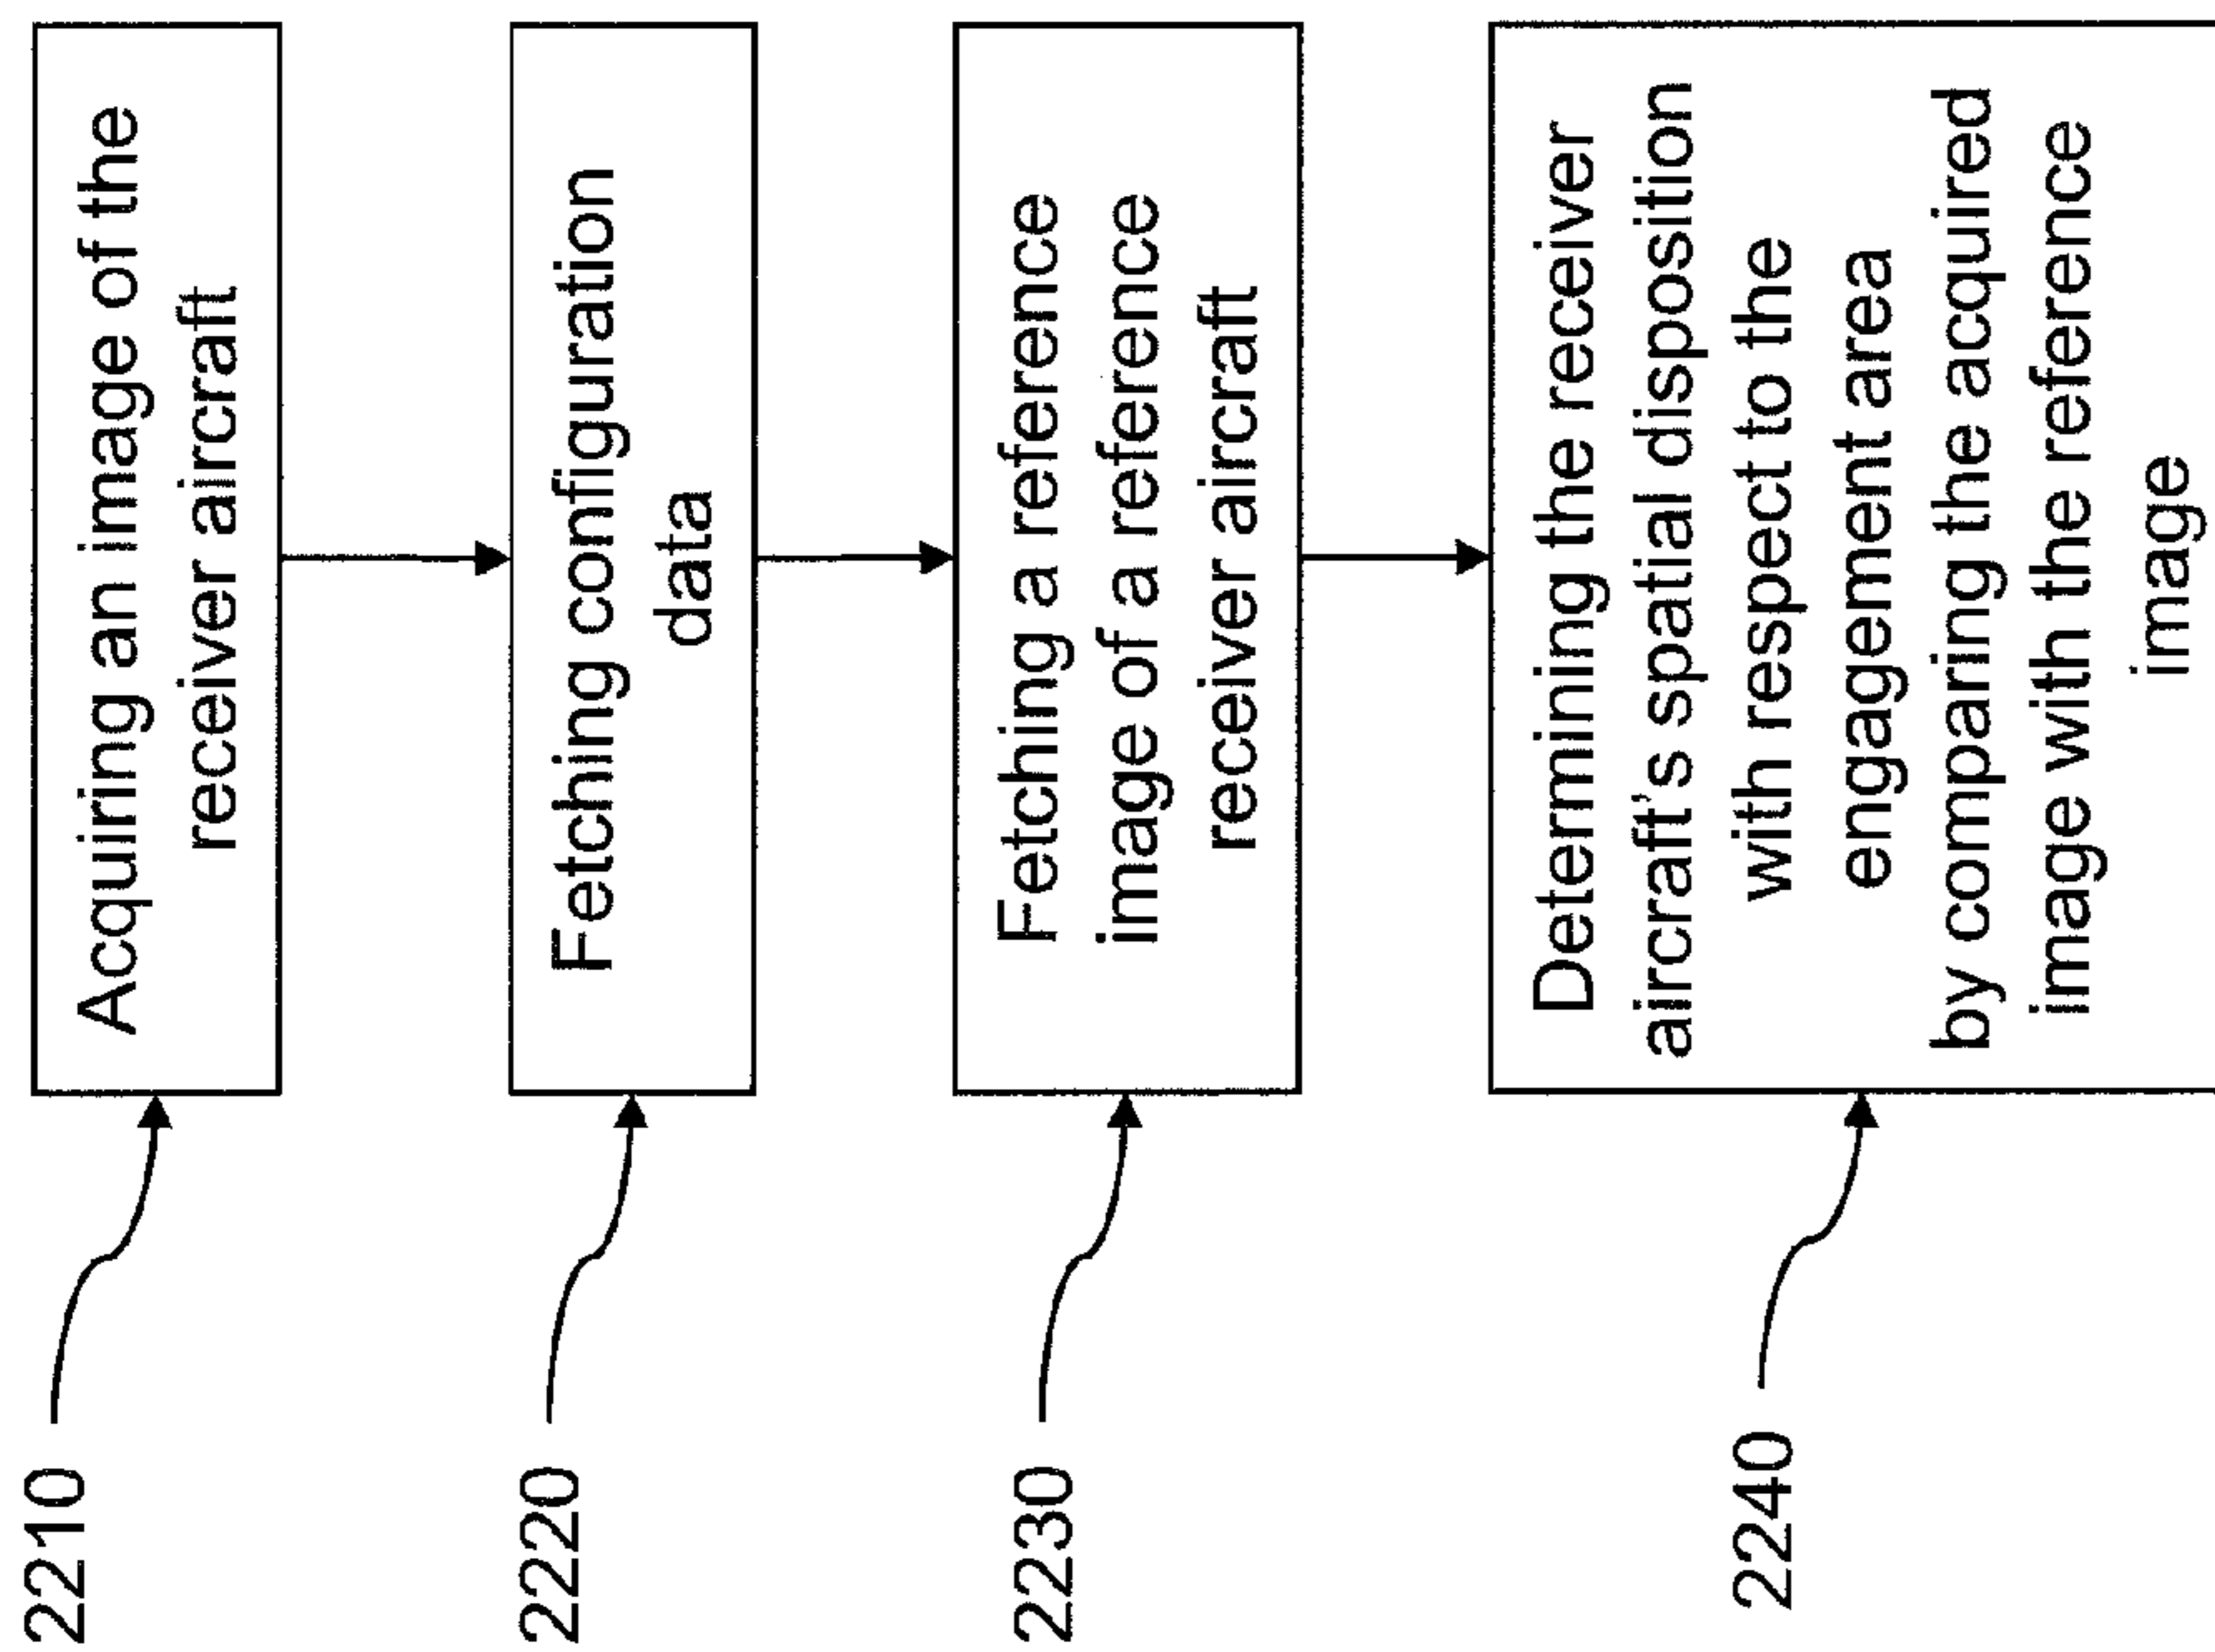 2210
Acquiring an image of the
receiver aircraft
2220
Fetching configuration
data
2230
Fetching a reference
image of a reference
receiver aircraft
2240
Determining the receiver
aircraft's spatial disposition
with respect to the
engagement area
by comparing the acquired
image with the reference
image